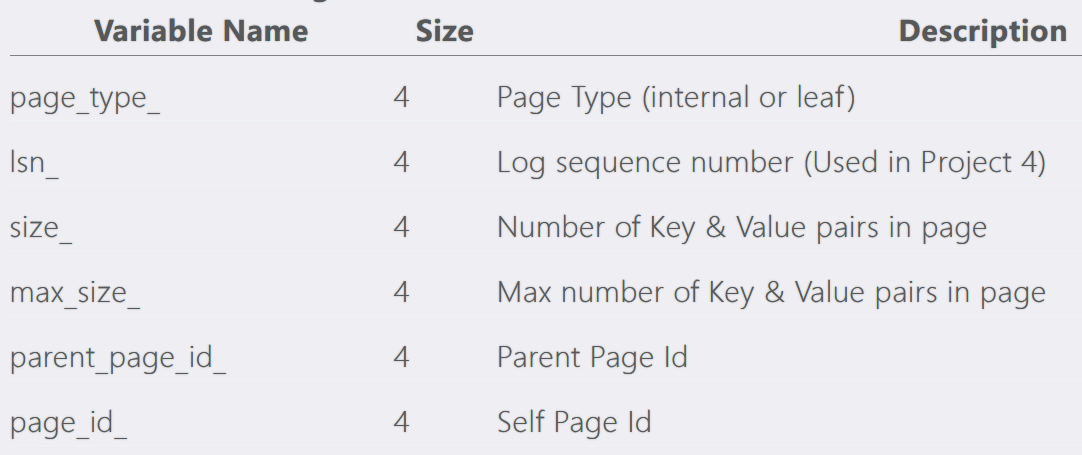 Variable Name Size Description
page_type_ 4 Page Type (internal or leaf)
lsn_ 4 Log sequence number (Used in Project 4)
size_ 4 Number of Key & Value pairs in page
max_size_ 4 Max number of Key & Value pairs in page
parent_page_id_ 4 Parent Page Id
page_id_ 4 Self Page Id